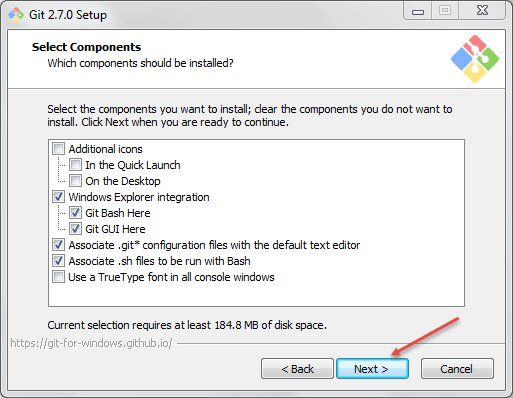 Git 2.7.0 Setup
Select Components
Which components should be installed?
Select the components you want to install; clear the components you do not want to
install. Click Next when you are ready to continue.
Additional icons
In the Quick Launch
On the Desktop
Windows Explorer integration
Git Bash Here
Git GUI Here
Associate .git* configuration files with the default text editor
Associate .sh files to be run with Bash
Use a TrueType font in all console windows
Current selection requires at least 184.8 MB of disk space.
https://git-for-windows.github.io/
< Back
Next >
Cancel